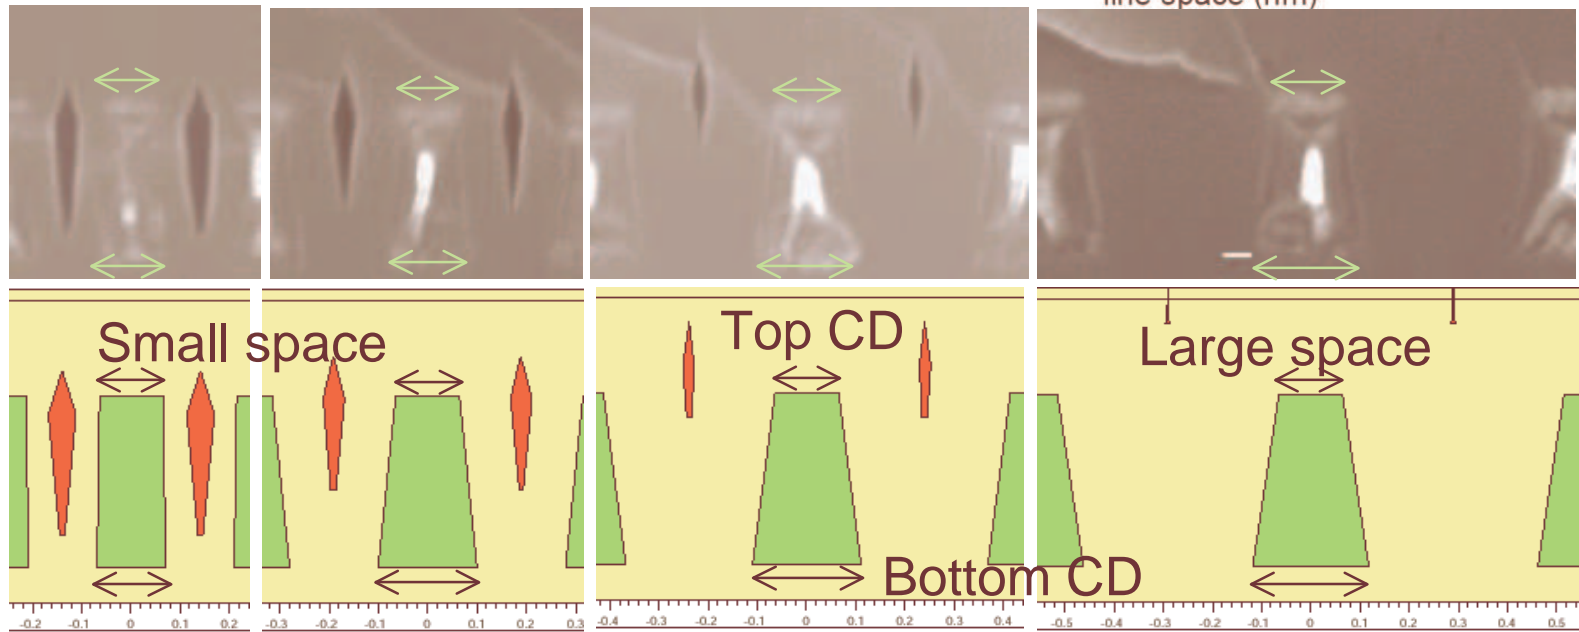 line space (nm)
Small space
Top CD
Large space
Bottom CD
-0.2 -0.1 0 0.1 0.2
-0.3 -0.2 -0.1 0 0.1 0.2 0.3
-0.4 -0.3 -0.2 -0.1 0 0.1 0.2 0.3 0.4
-0.5 -0.4 -0.3 -0.2 -0.1 0 0.1 0.2 0.3 0.4 0.5